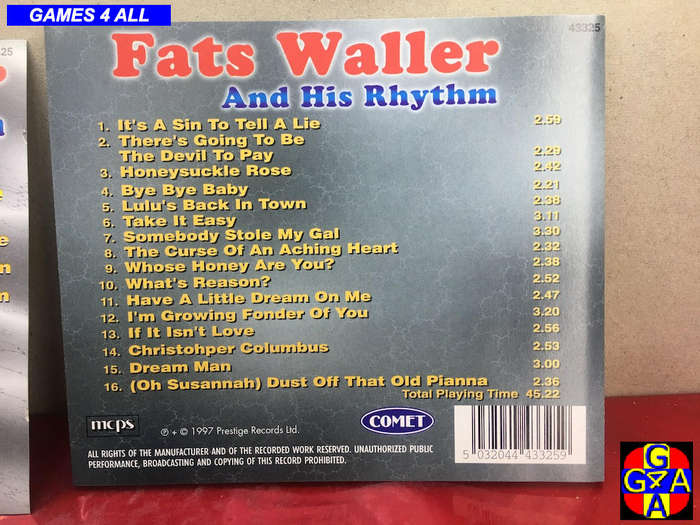 GAMES 4 ALL
43325
Fats Waller
And His Rhythm
1. It's A Sin To Tell A Lie 2.59
2. There's Going To Be
The Devil To Pay 2.29
3. Honeysuckle Rose 2.42
4. Bye Bye Baby 2.21
5. Lulu's Back In Town 2.38
6. Take It Easy 3.11
7. Somebody Stole My Gal 3.30
8. The Curse Of An Aching Heart 2.32
9. Whose Honey Are You? 2.38
10. What's Reason? 2.52
11. Have A Little Dream On Me 2.47
12. I'm Growing Fonder Of You 3.20
13. If It Isn't Love 2.56
14. Christohper Columbus 2.53
15. Dream Man 3.00
16. (Oh Susannah) Dust Off That Old Pianna 2.36
Total Playing Time 45.22
mcps
℗ + © 1997 Prestige Records Ltd.
COMET
ALL RIGHTS OF THE MANUFACTURER AND OF THE RECORDED WORK RESERVED. UNAUTHORIZED PUBLIC
PERFORMANCE, BROADCASTING AND COPYING OF THIS RECORD PROHIBITED.
5 032044 433259
G
G4A
A